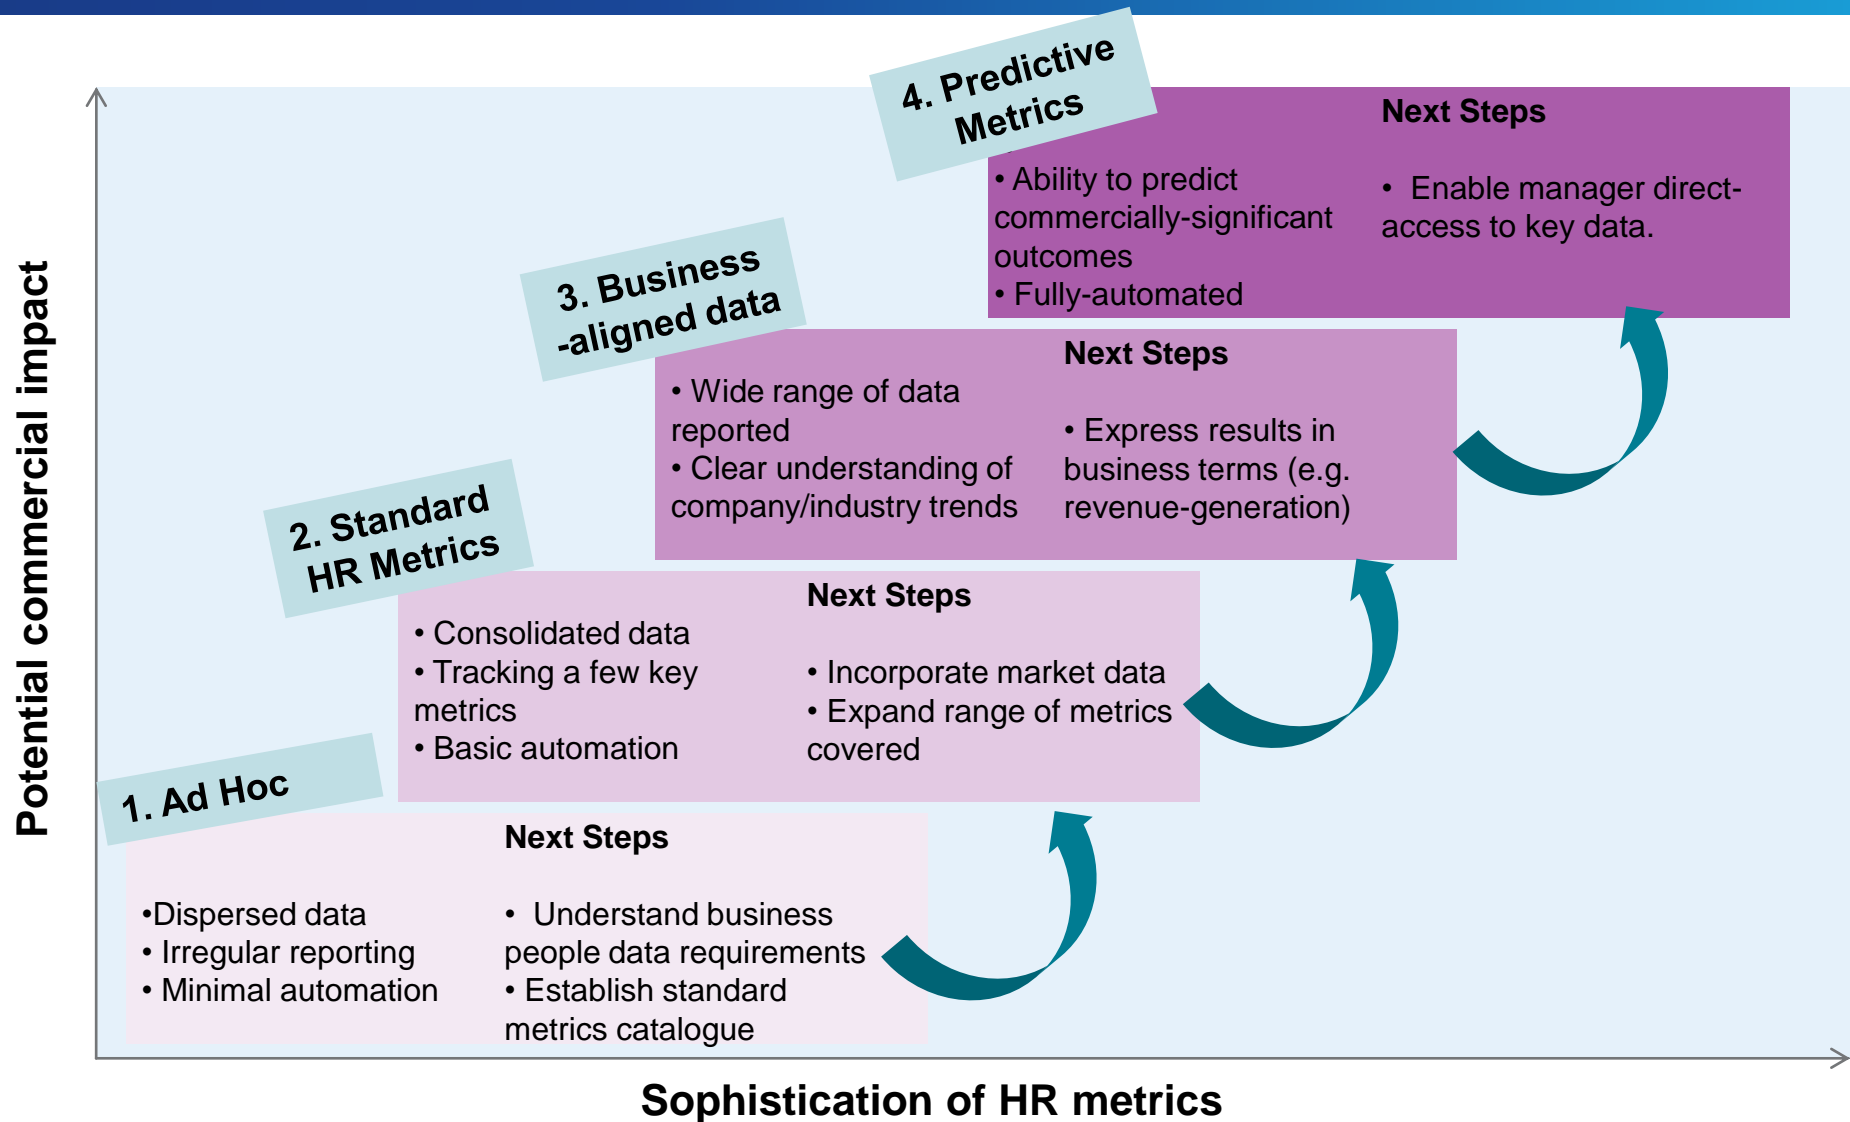 4. Predictive
Metrics
Next Steps
• Ability to predict
commercially-significant
outcomes
• Fully-automated
• Enable manager direct-
access to key data.
3. Business
-aligned data
Next Steps
• Wide range of data
reported
• Clear understanding of
company/industry trends
• Express results in
business terms (e.g.
revenue-generation)
2. Standard
HR Metrics
Next Steps
• Consolidated data
• Tracking a few key
metrics
• Basic automation
• Incorporate market data
• Expand range of metrics
covered
1. Ad Hoc
Next Steps
•Dispersed data
• Irregular reporting
• Minimal automation
• Understand business
people data requirements
• Establish standard
metrics catalogue
Potential commercial impact
Sophistication of HR metrics